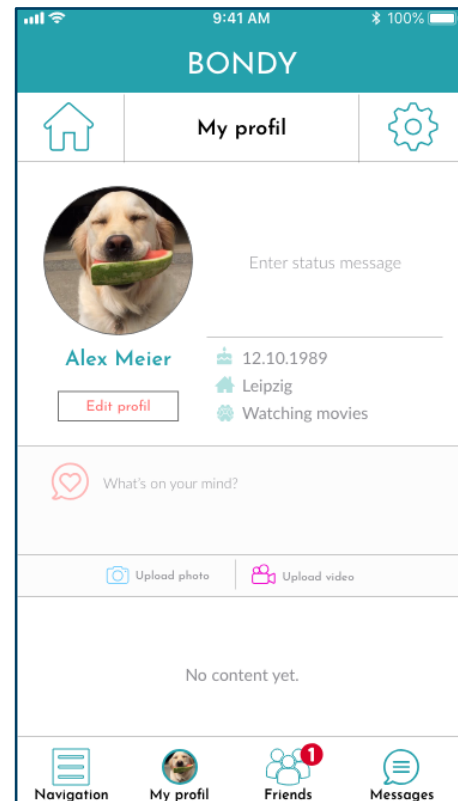 9:41 AM 100%
BONDY
My profil
Enter status message
Alex Meier
12.10.1989
Leipzig
Edit profil
Watching movies
What's on your mind?
Upload photo Upload video
No content yet.
1
Navigation My profil Friends Messages